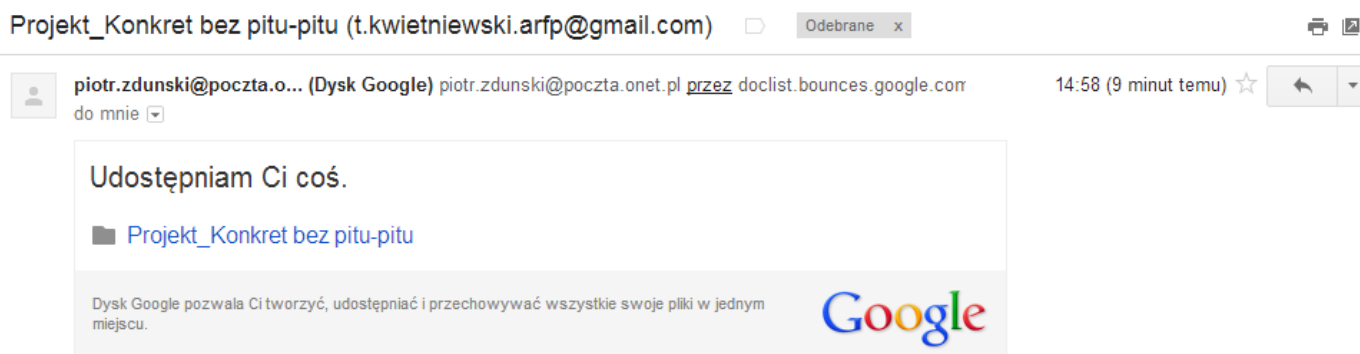 Projekt_Konkret bez pitu-pitu (t.kwietniewski.arfp@gmail.com) Odebrane x
piotr.zdunski@poczta.o... (Dysk Google) piotr.zdunski@poczta.onet.pl przez doclist.bounces.google.com 14:58 (9 minut temu)
do mnie
Udostępniam Ci coś.
Projekt_Konkret bez pitu-pitu
Dysk Google pozwala Ci tworzyć, udostępniać i przechowywać wszystkie swoje pliki w jednym
miejscu.
Google